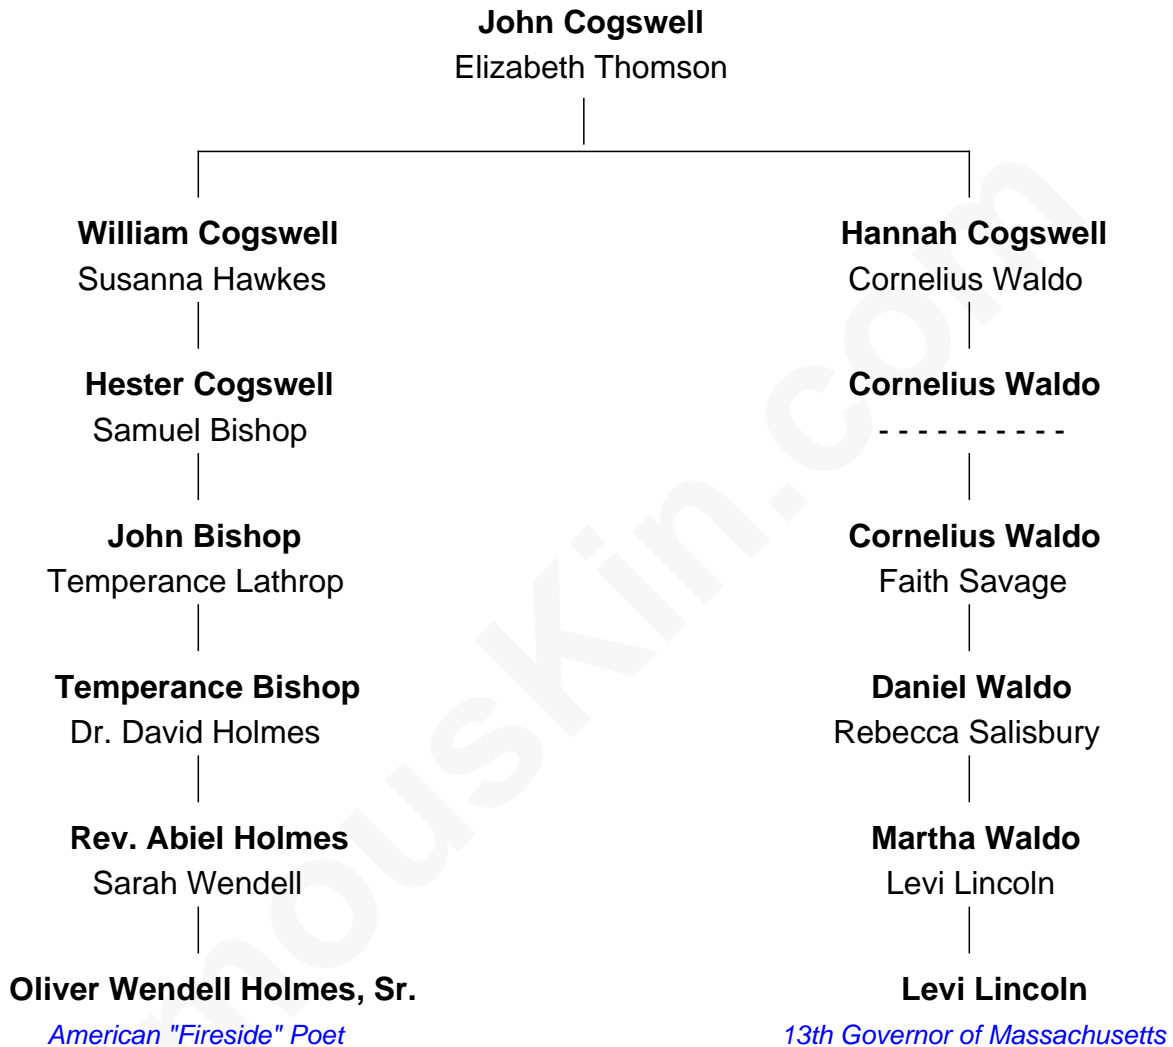 John Cogswell
Elizabeth Thomson
William Cogswell
Susanna Hawkes
Hester Cogswell
Samuel Bishop
John Bishop
Temperance Lathrop
Temperance Bishop
Dr. David Holmes
Rev. Abiel Holmes
Sarah Wendell
Oliver Wendell Holmes, Sr.
American "Fireside" Poet
Hannah Cogswell
Cornelius Waldo
Cornelius Waldo
- - - - - - - - - -
Cornelius Waldo
Faith Savage
Daniel Waldo
Rebecca Salisbury
Martha Waldo
Levi Lincoln
Levi Lincoln
13th Governor of Massachusetts
mouskin.com